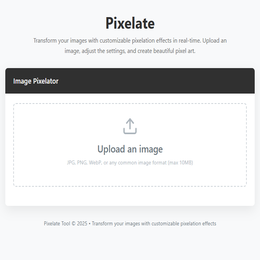 Pixelate
Transform your images with customizable pixelation effects in real-time. Upload an
image, adjust the settings, and create beautiful pixel art.
Image Pixelator
Upload an image
JPG, PNG, WebP, or any common image format (max 10MB)
Pixelate Tool © 2025 • Transform your images with customizable pixelation effects